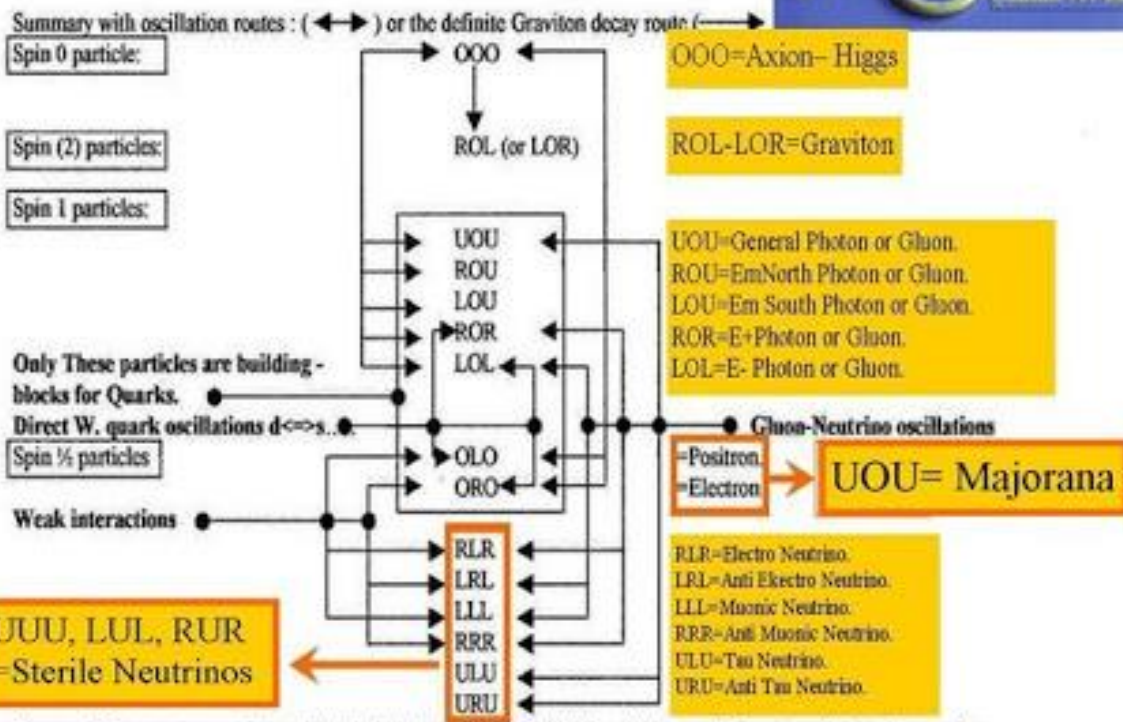 Summary with oscillation routes : ( ) or the definite Graviton decay route (
Spin 0 particle:
OOO
OOO=Axion– Higgs
Spin (2) particles:
ROL (or LOR)
ROL-LOR=Graviton
Spin 1 particles:
UOU
ROU
LOU
ROR
LOL
UOU=General Photon or Gluon.
ROU=EmNorth Photon or Gluon.
LOU=Em South Photon or Gluon.
ROR=E+Photon or Gluon.
LOL=E- Photon or Gluon.
Only These particles are building -
blocks for Quarks.
Direct W. quark oscillations d<=>s...
Gluon-Neutrino oscillations
Spin ½ particles
OLO
ORO
=Positron.
=Electron
UOU= Majorana
Weak interactions
RLR
LRL
LLL
RRR
ULU
URU
RLR=Electro Neutrino.
LRL=Anti Ekectro Neutrino.
LLL=Muonic Neutrino.
RRR=Anti Muonic Neutrino.
ULU=Tau Neutrino.
URU=Anti Tau Neutrino.
UUU, LUL, RUR
=Sterile Neutrinos